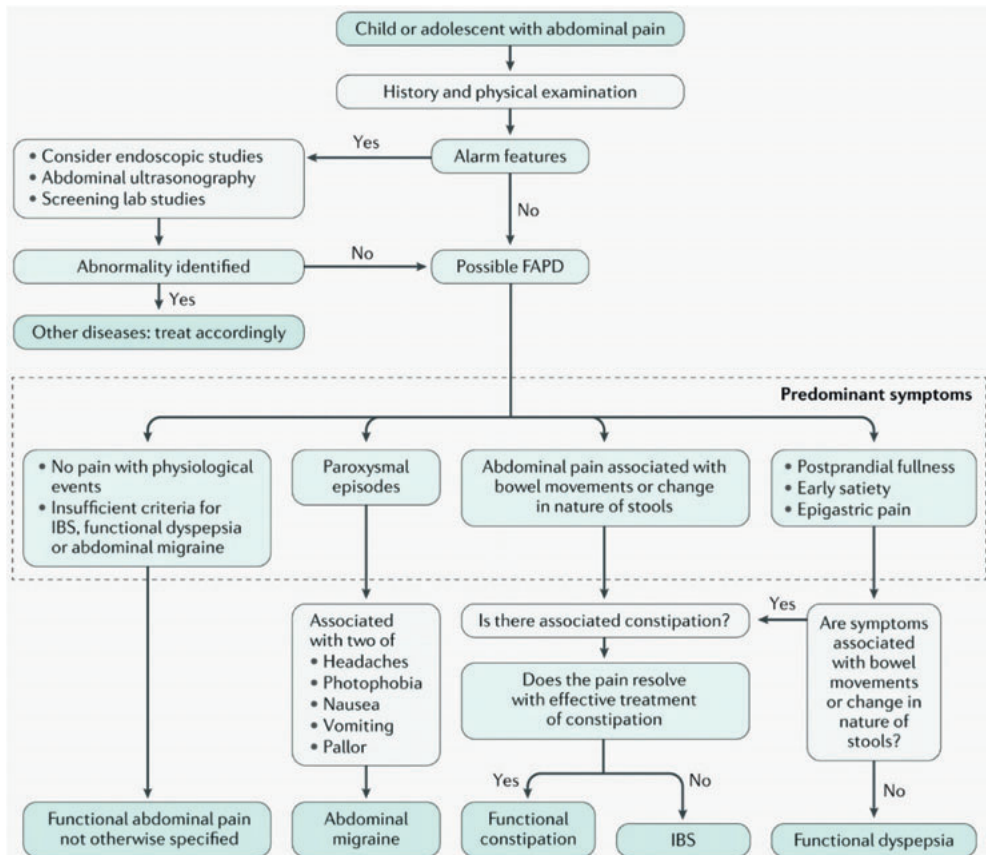 Child or adolescent with abdominal pain
History and physical examination
Yes
Alarm features
• Consider endoscopic studies
• Abdominal ultrasonography
• Screening lab studies
No
Abnormality identified
No
Possible FAPD
Yes
Other diseases: treat accordingly
Predominant symptoms
• No pain with physiological
events
• Insufficient criteria for
IBS, functional dyspepsia
or abdominal migraine
Paroxysmal
episodes
Abdominal pain associated with
bowel movements or change
in nature of stools
• Postprandial fullness
• Early satiety
• Epigastric pain
Associated
with two of
• Headaches
• Photophobia
• Nausea
• Vomiting
• Pallor
Is there associated constipation?
Yes
Are symptoms
associated
with bowel
movements
or change in
nature of
stools?
Does the pain resolve
with effective treatment
of constipation
Yes
No
No
Functional abdominal pain
not otherwise specified
Abdominal
migraine
Functional
constipation
IBS
Functional dyspepsia